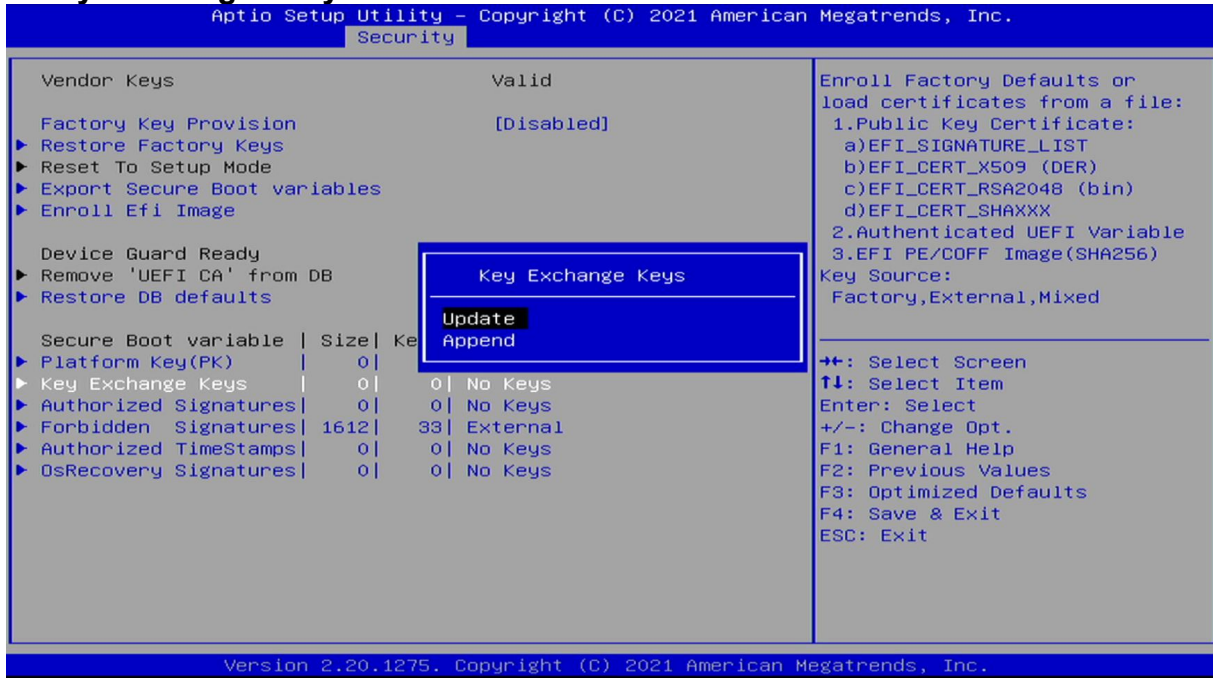 Aptio Setup Utility – Copyright (C) 2021 American Megatrends, Inc.
Security
Vendor Keys Valid
Factory Key Provision [Disabled]
▶ Restore Factory Keys
▶ Reset To Setup Mode
▶ Export Secure Boot variables
▶ Enroll Efi Image
Device Guard Ready
▶ Remove 'UEFI CA' from DB
▶ Restore DB defaults
Secure Boot variable | Size| Ke
▶ Platform Key(PK) | 0|
▶ Key Exchange Keys | 0| 0| No Keys
▶ Authorized Signatures| 0| 0| No Keys
▶ Forbidden Signatures| 1612| 33| External
▶ Authorized TimeStamps| 0| 0| No Keys
▶ OsRecovery Signatures| 0| 0| No Keys
Key Exchange Keys
Update
Append
Enroll Factory Defaults or
load certificates from a file:
1.Public Key Certificate:
a)EFI_SIGNATURE_LIST
b)EFI_CERT_X509 (DER)
c)EFI_CERT_RSA2048 (bin)
d)EFI_CERT_SHAXXX
2.Authenticated UEFI Variable
3.EFI PE/COFF Image(SHA256)
Key Source:
Factory,External,Mixed
→←: Select Screen
↑↓: Select Item
Enter: Select
+/-: Change Opt.
F1: General Help
F2: Previous Values
F3: Optimized Defaults
F4: Save & Exit
ESC: Exit
Version 2.20.1275. Copyright (C) 2021 American Megatrends, Inc.